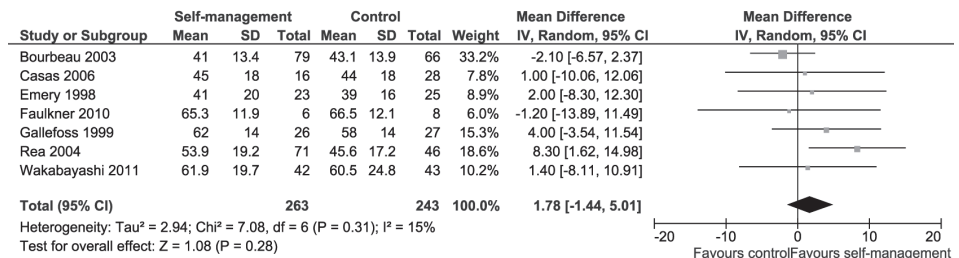 Self-management Control Mean Difference Mean Difference
Study or Subgroup Mean SD Total Mean SD Total Weight IV, Random, 95% CI IV, Random, 95% CI
Bourbeau 2003 41 13.4 79 43.1 13.9 66 33.2% -2.10 [-6.57, 2.37]
Casas 2006 45 18 16 44 18 28 7.8% 1.00 [-10.06, 12.06]
Emery 1998 41 20 23 39 16 25 8.9% 2.00 [-8.30, 12.30]
Faulkner 2010 65.3 11.9 6 66.5 12.1 8 6.0% -1.20 [-13.89, 11.49]
Gallefoss 1999 62 14 26 58 14 27 15.3% 4.00 [-3.54, 11.54]
Rea 2004 53.9 19.2 71 45.6 17.2 46 18.6% 8.30 [1.62, 14.98]
Wakabayashi 2011 61.9 19.7 42 60.5 24.8 43 10.2% 1.40 [-8.11, 10.91]
Total (95% CI) 263 243 100.0% 1.78 [-1.44, 5.01]
Heterogeneity: Tau² = 2.94; Chi² = 7.08, df = 6 (P = 0.31); I² = 15%
Test for overall effect: Z = 1.08 (P = 0.28)
-20 -10 0 10 20
Favours controlFavours self-management